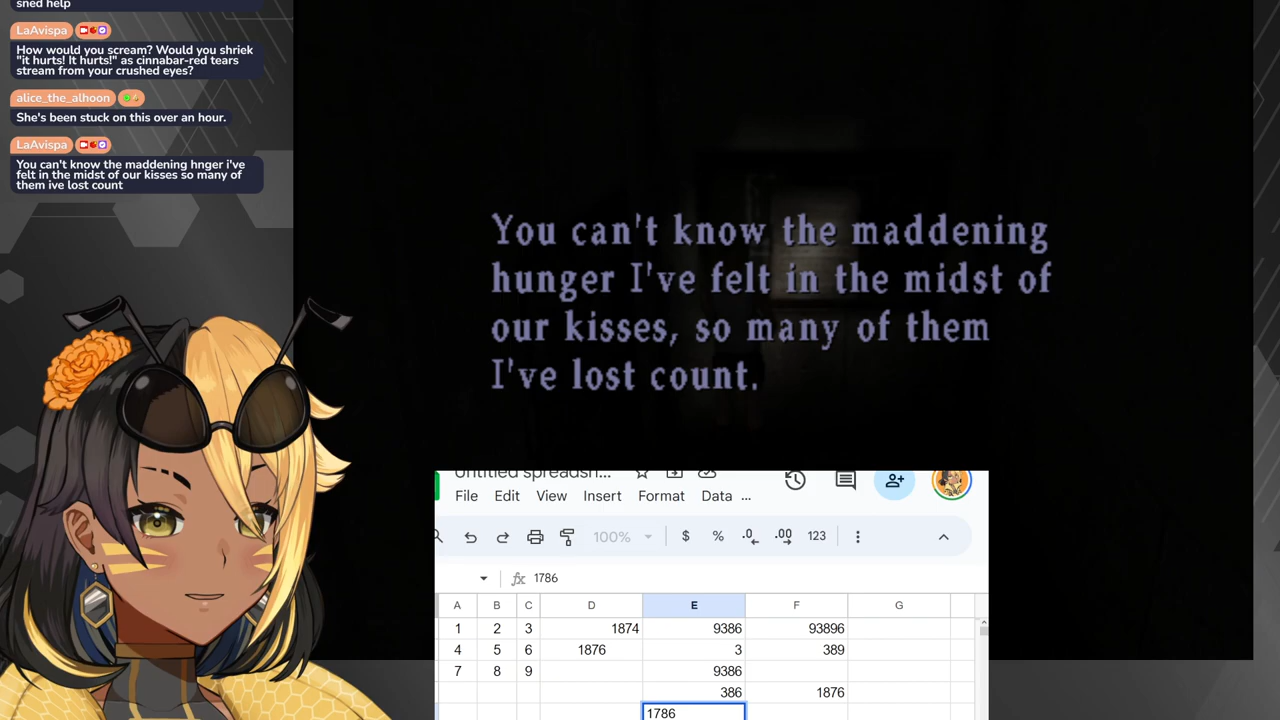 sned help
LaAvispa
How would you scream? Would you shriek
"it hurts! It hurts!" as cinnabar-red tears
stream from your crushed eyes?
alice_the_alhoon
She's been stuck on this over an hour.
LaAvispa
You can't know the maddening hnger i've
felt in the midst of our kisses so many of
them ive lost count
You can't know the maddening
hunger I've felt in the midst of
our kisses, so many of them
I've lost count.
Untitled spreadsh...
File Edit View Insert Format Data ...
100% $ % .0 .00 123
fx 1786
A B C D E F G
1 2 3 1874 9386 93896
4 5 6 1876 3 389
7 8 9 9386
386 1876
1786